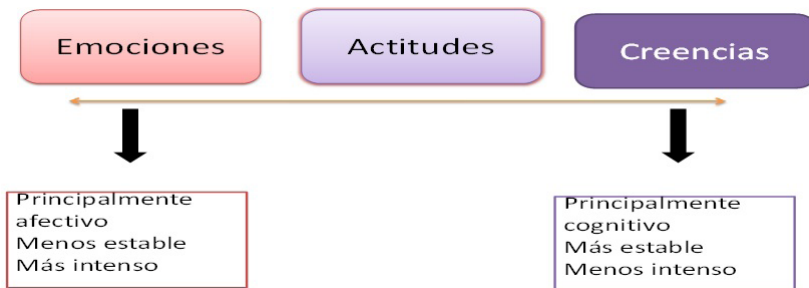 Emociones
Actitudes
Creencias
Principalmente
afectivo
Menos estable
Más intenso
Principalmente
cognitivo
Más estable
Menos intenso